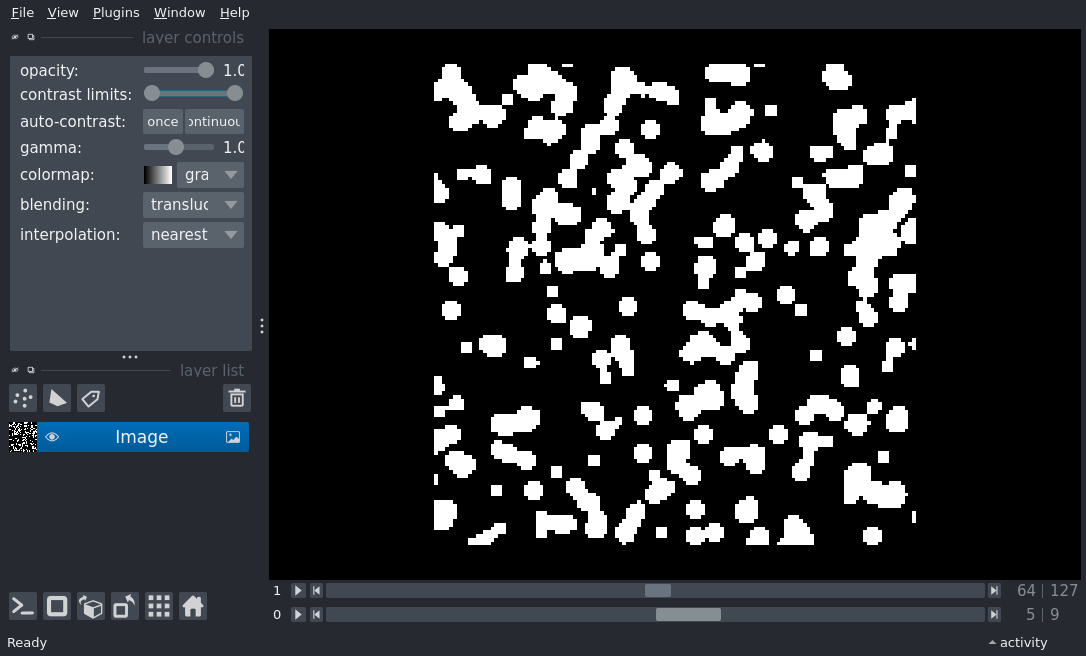 File View Plugins Window Help
layer controls
opacity: 1.0
contrast limits:
auto-contrast: once ontinuou
gamma: 1.0
colormap: gra
blending: transluc
interpolation: nearest
layer list
Image
1 64 | 127
0 5 | 9
Ready activity